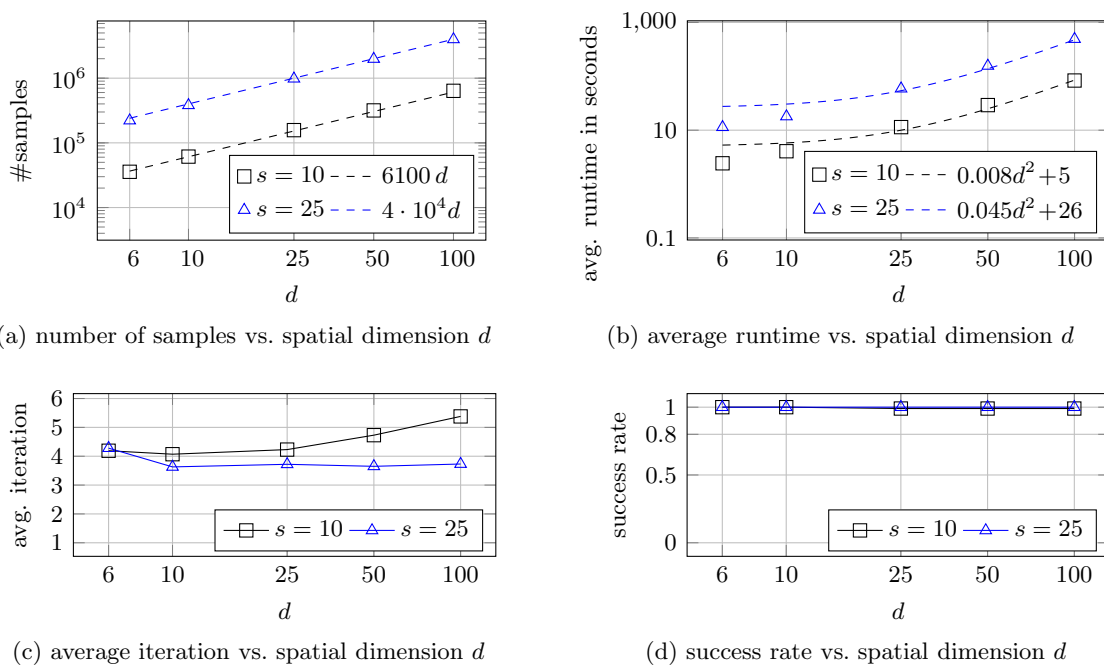 10^6
10^5
10^4
#samples
s = 10 6100 d
s = 25 4 · 10^4 d
6 10 25 50 100
d
(a) number of samples vs. spatial dimension d
1,000
10
0.1
avg. runtime in seconds
s = 10 0.008d^2+5
s = 25 0.045d^2+26
6 10 25 50 100
d
(b) average runtime vs. spatial dimension d
6
5
4
3
2
1
avg. iteration
s = 10 s = 25
6 10 25 50 100
d
(c) average iteration vs. spatial dimension d
1
0.8
0.5
0
success rate
s = 10 s = 25
6 10 25 50 100
d
(d) success rate vs. spatial dimension d